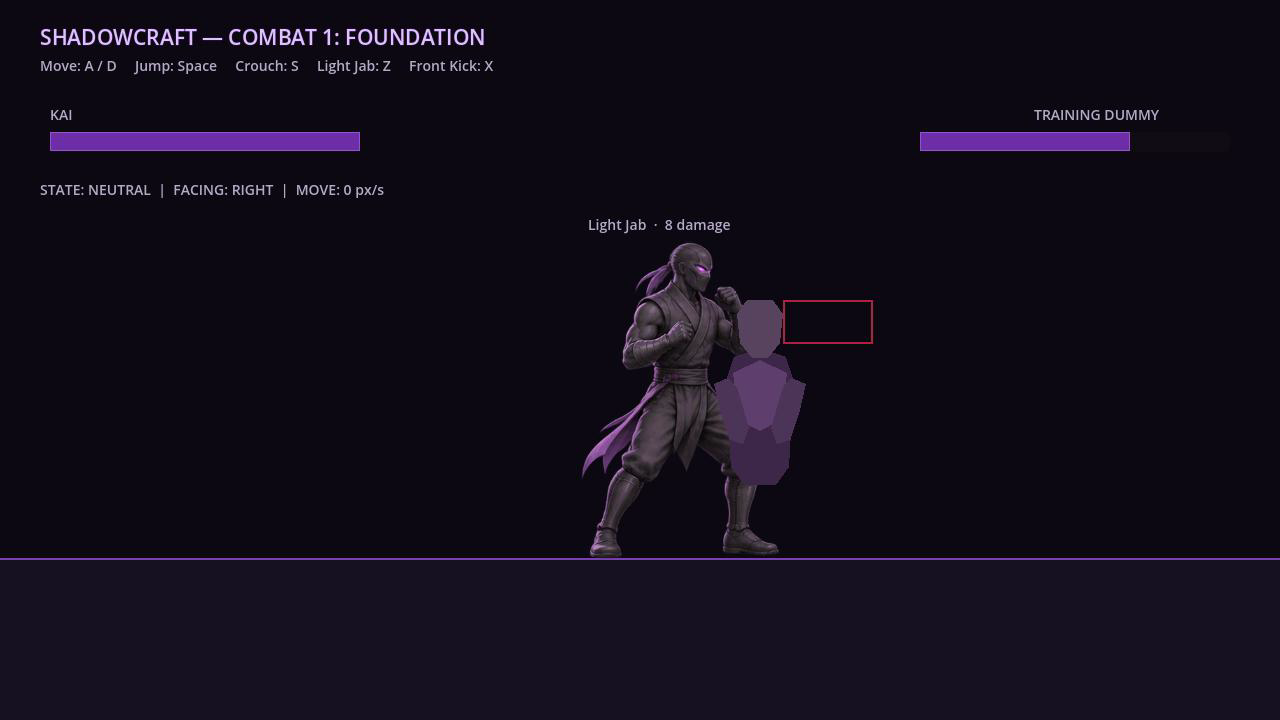 SHADOWCRAFT — COMBAT 1: FOUNDATION
Move: A / D     Jump: Space     Crouch: S     Light Jab: Z     Front Kick: X
KAI
TRAINING DUMMY
STATE: NEUTRAL  |  FACING: RIGHT  |  MOVE: 0 px/s
Light Jab  ·  8 damage